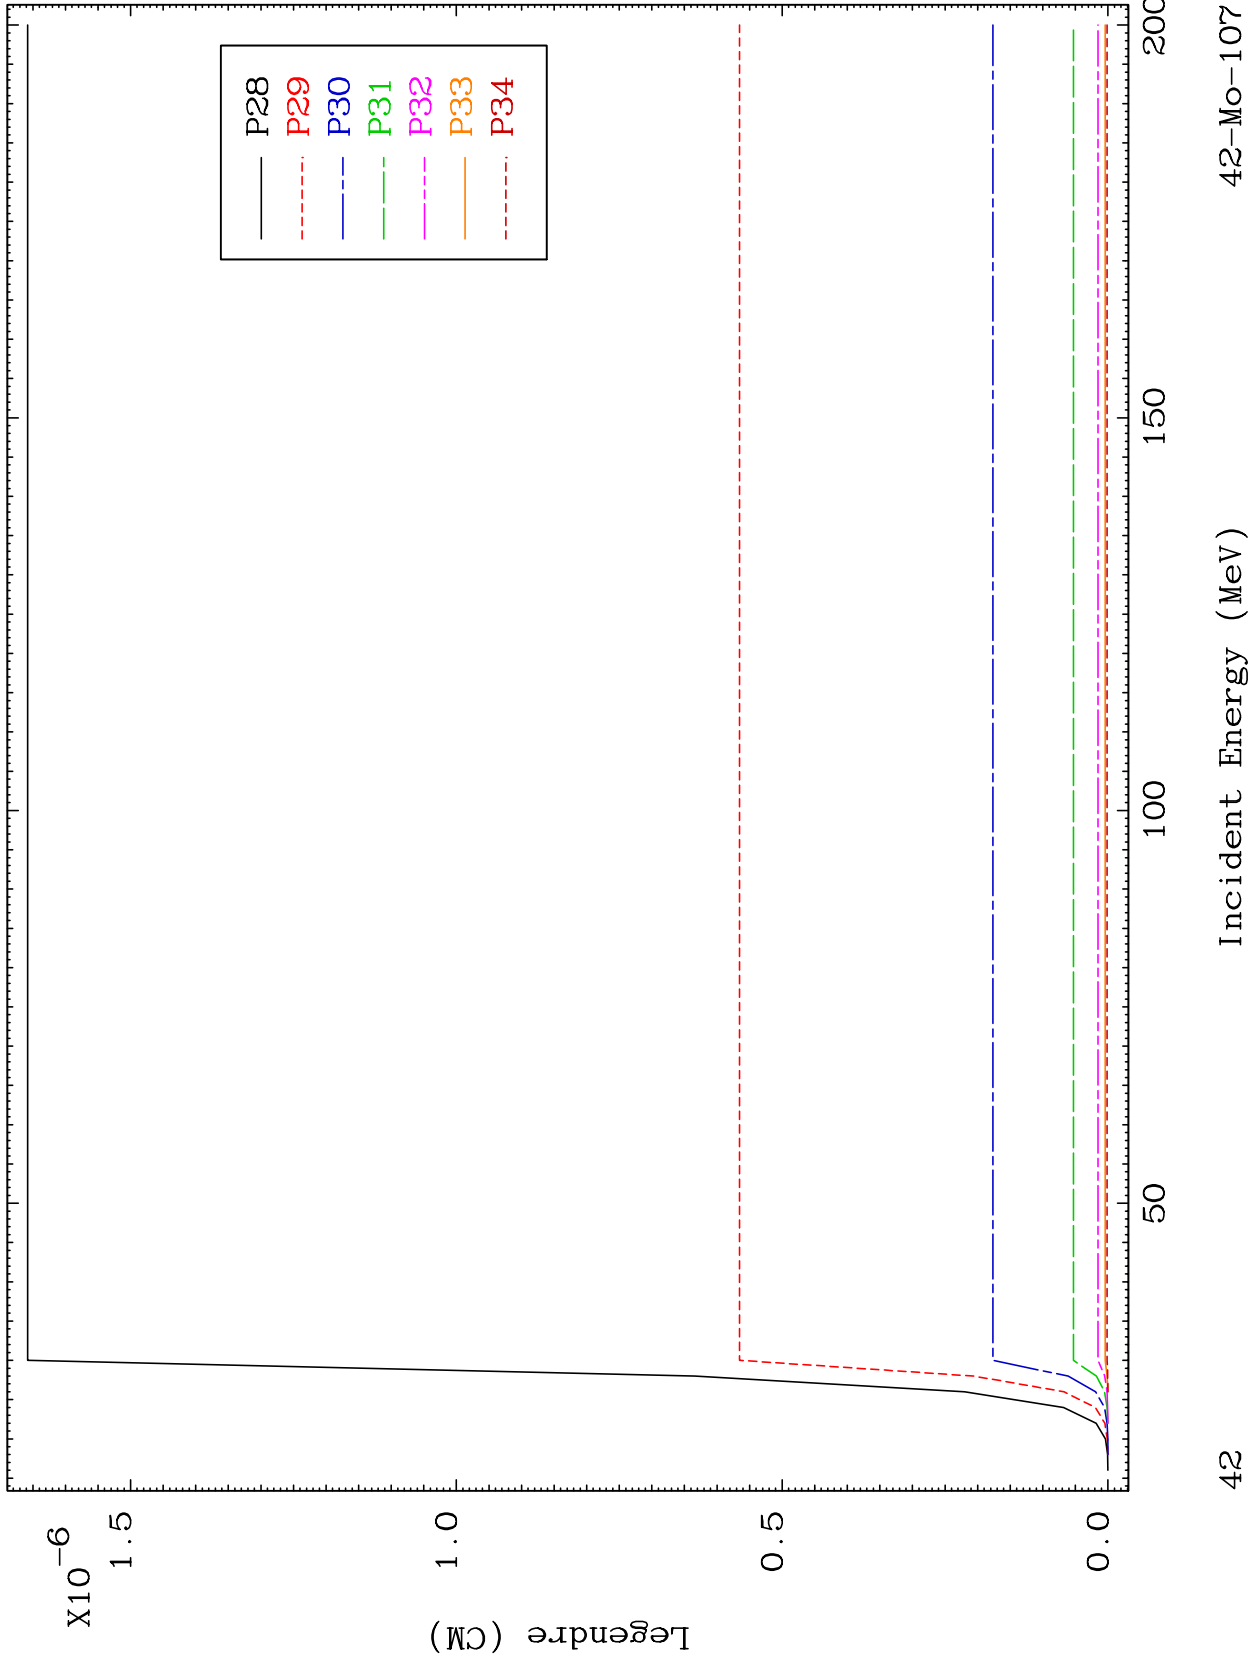 X10-6
1.5
1.0
0.5
0.0
Legendre (CM)
P28
P29
P30
P31
P32
P33
P34
50
100
150
200
Incident Energy (MeV)
42
42-Mo-107